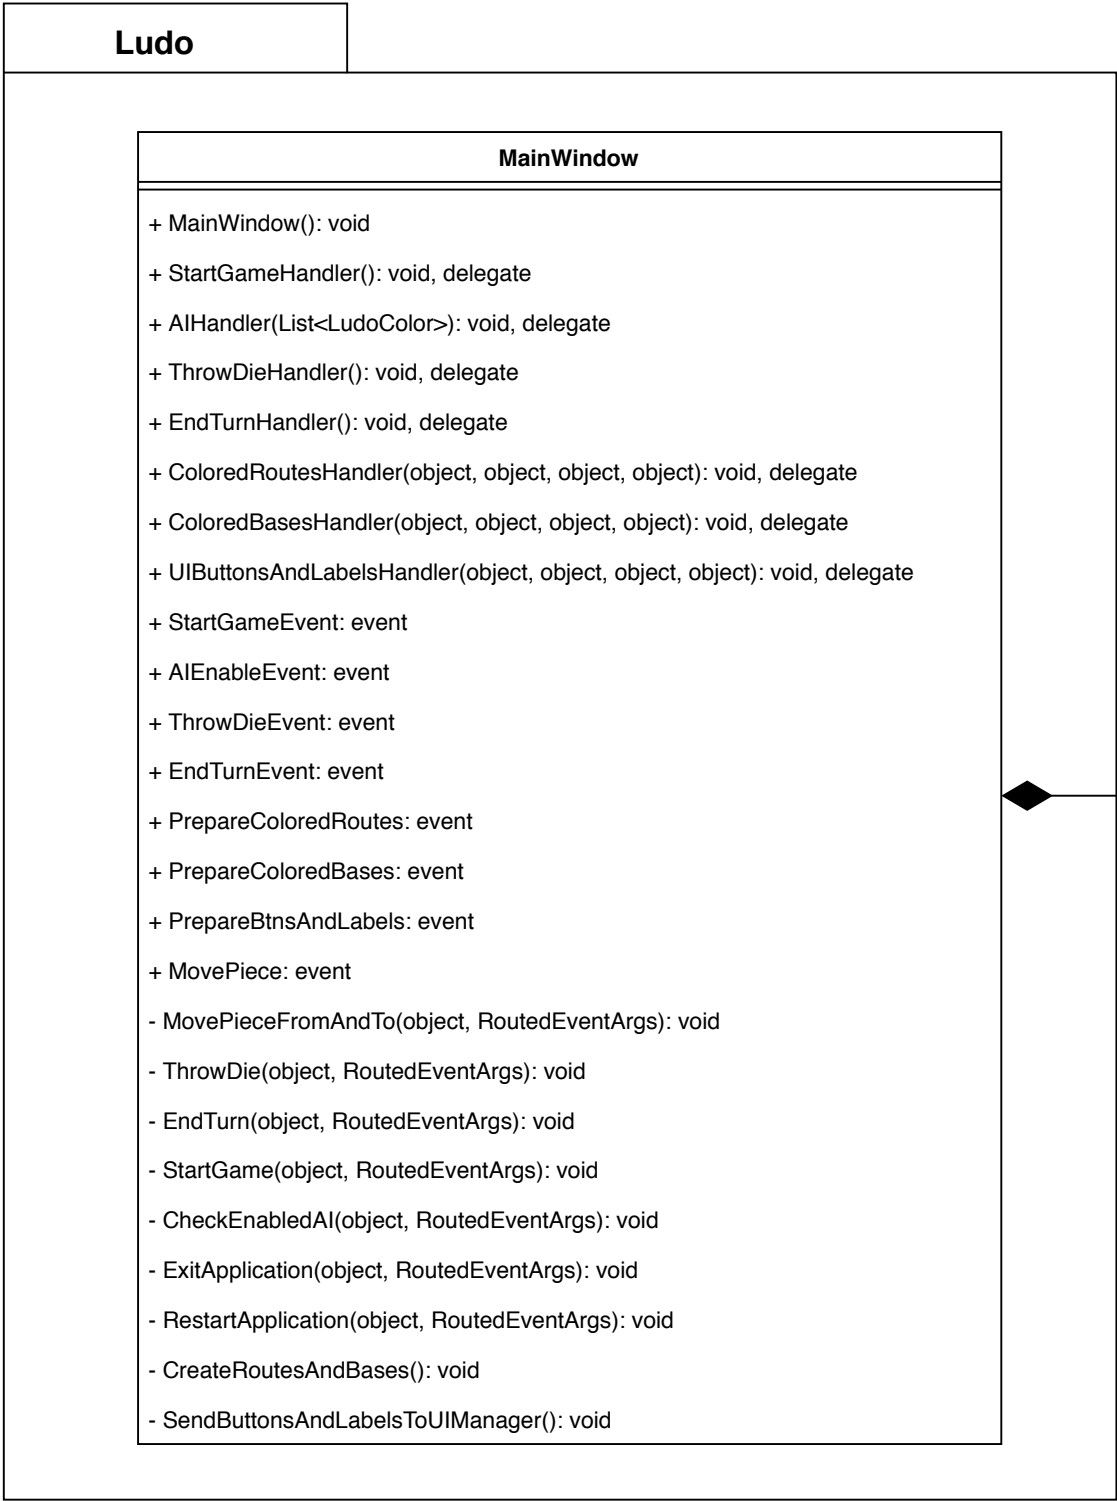 Ludo
MainWindow
+ MainWindow(): void
+ StartGameHandler(): void, delegate
+ AIHandler(List<LudoColor>): void, delegate
+ ThrowDieHandler(): void, delegate
+ EndTurnHandler(): void, delegate
+ ColoredRoutesHandler(object, object, object, object): void, delegate
+ ColoredBasesHandler(object, object, object, object): void, delegate
+ UIButtonsAndLabelsHandler(object, object, object, object): void, delegate
+ StartGameEvent: event
+ AIEnableEvent: event
+ ThrowDieEvent: event
+ EndTurnEvent: event
+ PrepareColoredRoutes: event
+ PrepareColoredBases: event
+ PrepareBtnsAndLabels: event
+ MovePiece: event
- MovePieceFromAndTo(object, RoutedEventArgs): void
- ThrowDie(object, RoutedEventArgs): void
- EndTurn(object, RoutedEventArgs): void
- StartGame(object, RoutedEventArgs): void
- CheckEnabledAI(object, RoutedEventArgs): void
- ExitApplication(object, RoutedEventArgs): void
- RestartApplication(object, RoutedEventArgs): void
- CreateRoutesAndBases(): void
- SendButtonsAndLabelsToUIManager(): void